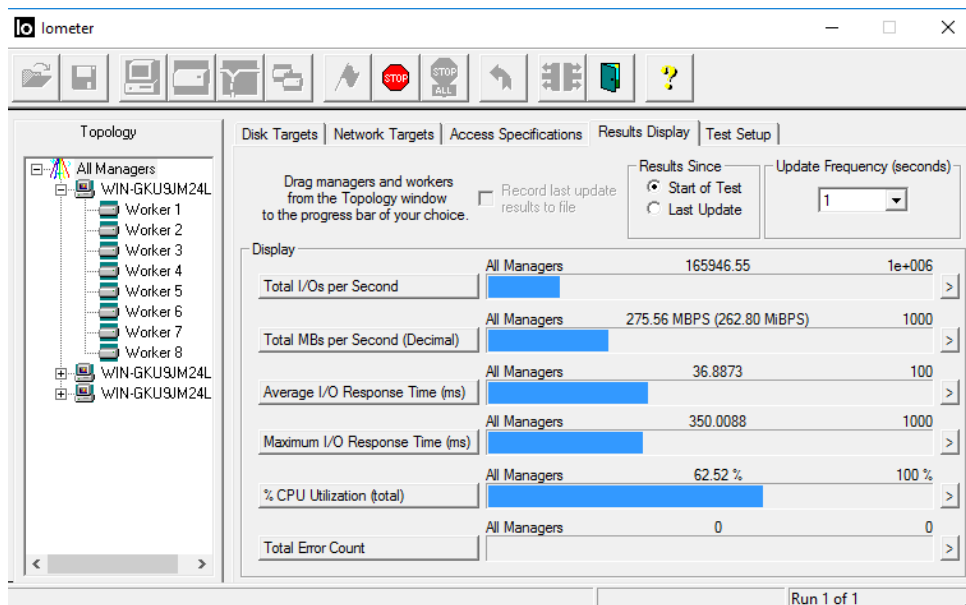 Iometer
STOP
STOP
ALL
Topology
All Managers
WIN-GKU9JM24L
Worker 1
Worker 2
Worker 3
Worker 4
Worker 5
Worker 6
Worker 7
Worker 8
WIN-GKU9JM24L
WIN-GKU9JM24L
Disk Targets
Network Targets
Access Specifications
Results Display
Test Setup
Drag managers and workers
from the Topology window
to the progress bar of your choice.
Record last update
results to file
Results Since
Start of Test
Last Update
Update Frequency (seconds)
1
Display
All Managers 165946.55 1e+006
Total I/Os per Second >
All Managers 275.56 MBPS (262.80 MiBPS) 1000
Total MBs per Second (Decimal) >
All Managers 36.8873 100
Average I/O Response Time (ms) >
All Managers 350.0088 1000
Maximum I/O Response Time (ms) >
All Managers 62.52 % 100 %
% CPU Utilization (total) >
All Managers 0 0
Total Error Count >
Run 1 of 1